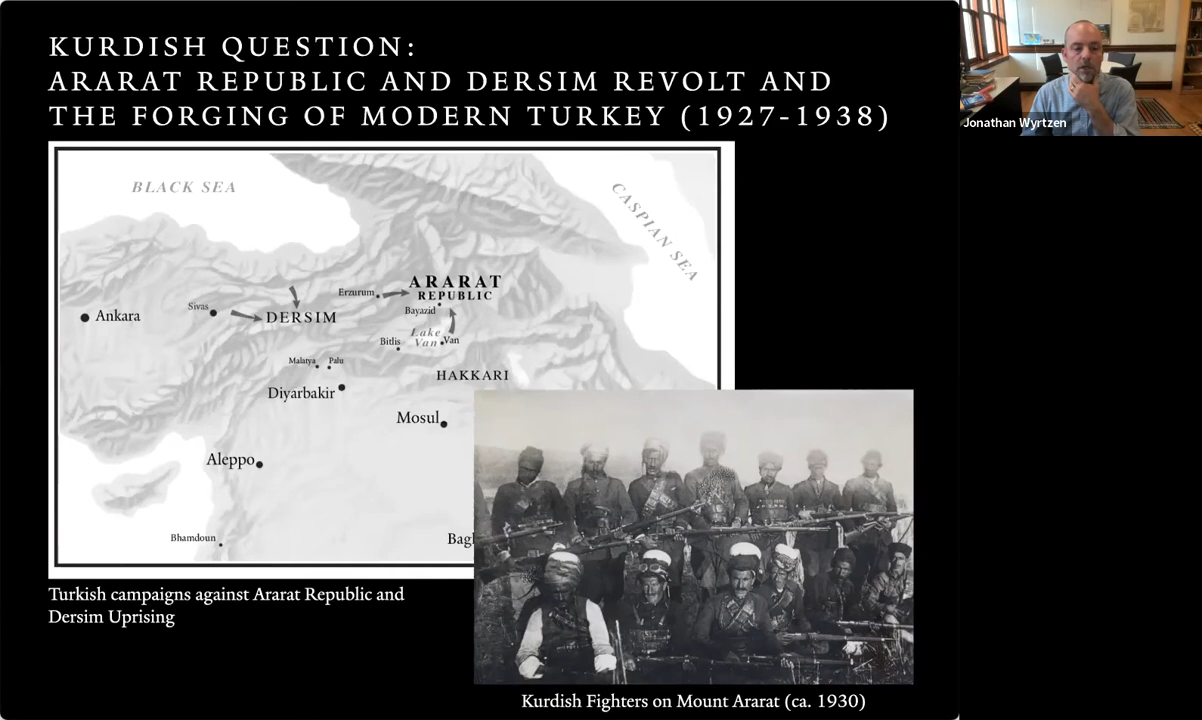 KURDISH QUESTION:
ARARAT REPUBLIC AND DERSIM REVOLT AND
THE FORGING OF MODERN TURKEY (1927-1938)
Jonathan Wyrtzen
BLACK SEA
CASPIAN SEA
ARARAT
REPUBLIC
Erzurum
Sivas
Bayazid
Ankara
DERSIM
Lake
Van
Van
Bitlis
Malatya
Palu
HAKKARI
Diyarbakir
Mosul
Aleppo
Bhamdoun
Bagl
Turkish campaigns against Ararat Republic and
Dersim Uprising
Kurdish Fighters on Mount Ararat (ca. 1930)